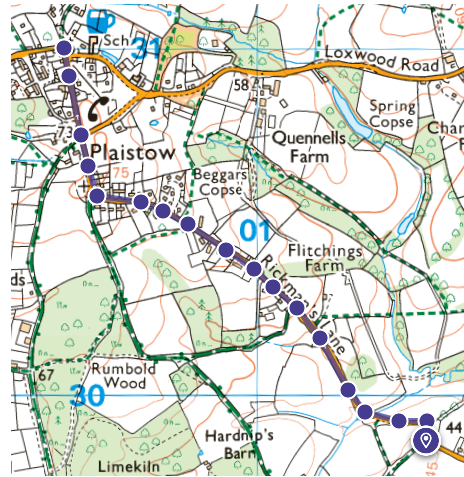 Sch
31
Loxwood Road
58
Spring
Copse
73
Plaistow
Quennells
Farm
Char
75
Beggars
Copse
01
Flitchings
Farm
Rickman's Lane
ds
Rumbold
Wood
67
30
44
Hardnip's
Barn
Limekiln
45